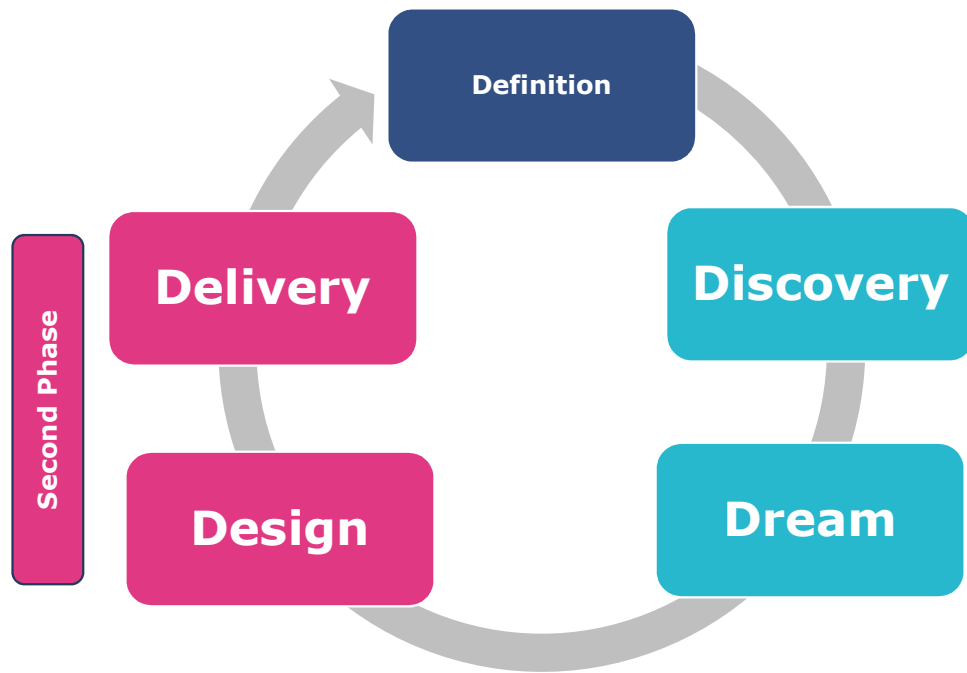 Definition
Discovery
Dream
Design
Delivery
Second Phase